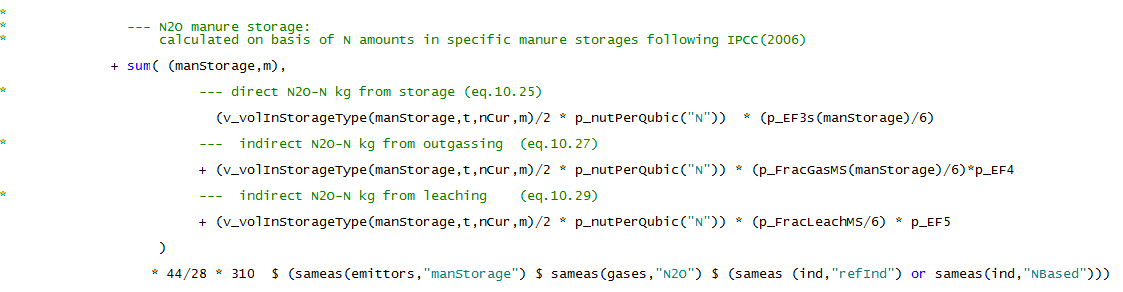 *
* --- N2O manure storage:
* calculated on basis of N amounts in specific manure storages following IPCC(2006)
+ sum( (manStorage,m),
* --- direct N2O-N kg from storage (eq.10.25)
(v_volInStorageType(manStorage,t,nCur,m)/2 * p_nutPerQubic("N")) * (p_EF3s(manStorage)/6)
* --- indirect N2O-N kg from outgassing (eq.10.27)
+ (v_volInStorageType(manStorage,t,nCur,m)/2 * p_nutPerQubic("N")) * (p_FracGasMS(manStorage)/6)*p_EF4
* --- indirect N2O-N kg from leaching (eq.10.29)
+ (v_volInStorageType(manStorage,t,nCur,m)/2 * p_nutPerQubic("N")) * (p_FracLeachMS/6) * p_EF5
)
* 44/28 * 310 $ (sameas(emittors,"manStorage") $ sameas(gases,"N2O") $ (sameas (ind,"refInd") or sameas(ind,"NBased")))